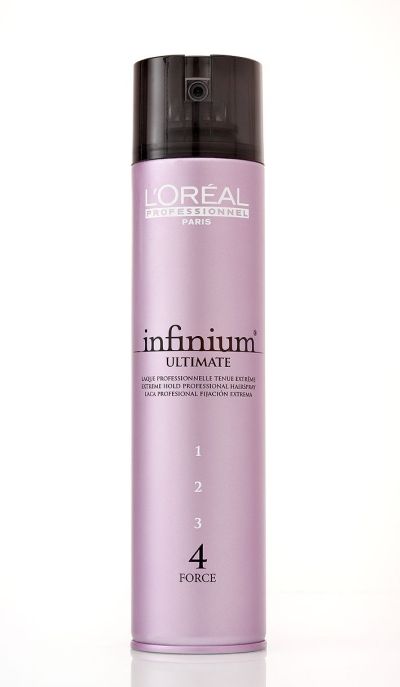 L'ORÉAL
PROFESSIONNEL
PARIS
infinium®
ULTIMATE
LAQUE PROFESSIONNELLE TENUE EXTRÊME
EXTREME HOLD PROFESSIONAL HAIRSPRAY
LACA PROFESIONAL FIJACIÓN EXTREMA
1
2
3
4
FORCE